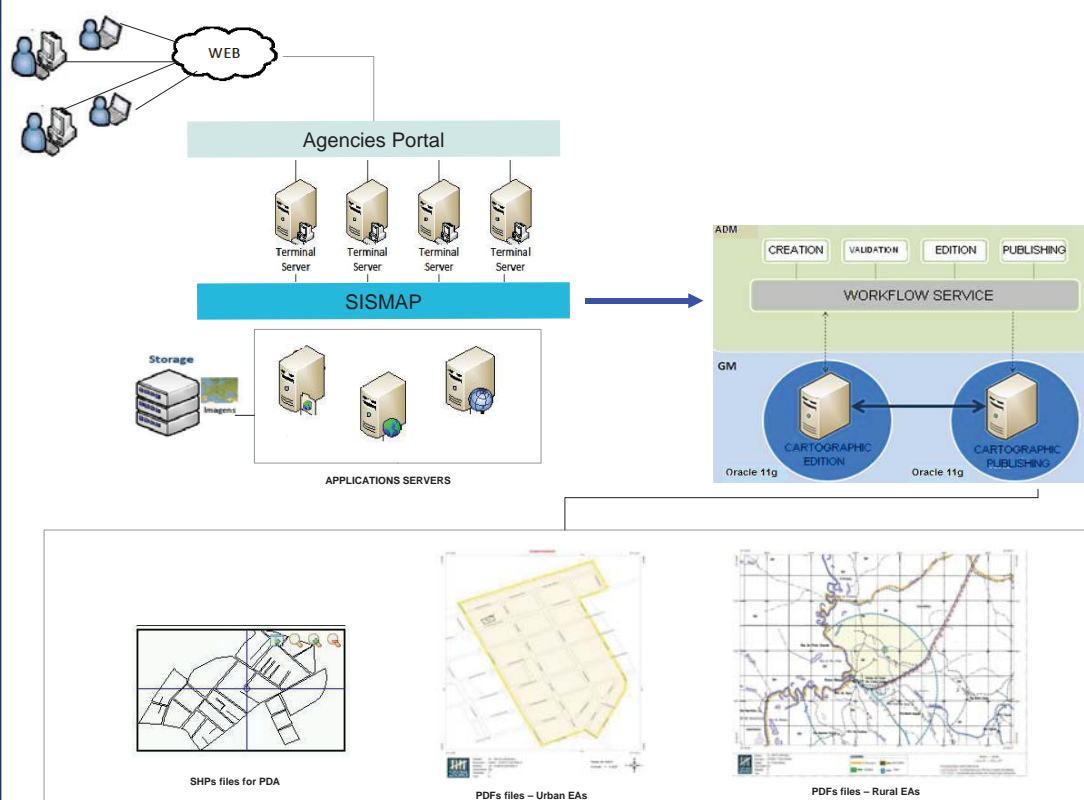 WEB
Agencies Portal
Terminal
Server
Terminal
Server
Terminal
Server
Terminal
Server
SISMAP
Storage
Imagens
APPLICATIONS SERVERS
ADM
CREATION
VALIDATION
EDITION
PUBLISHING
WORKFLOW SERVICE
GM
CARTOGRAPHIC
EDITION
CARTOGRAPHIC
PUBLISHING
Oracle 11g
Oracle 11g
SHPs files for PDA
PDFs files – Urban EAs
PDFs files – Rural EAs